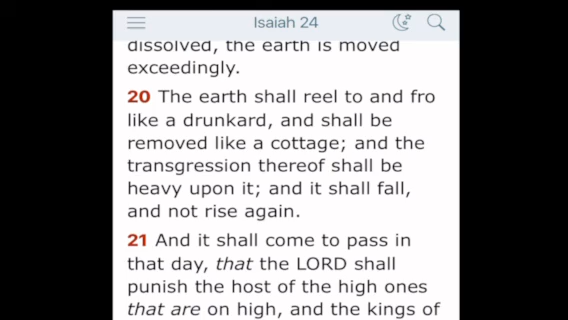 Isaiah 24
dissolved, the earth is moved
exceedingly.
20 The earth shall reel to and fro
like a drunkard, and shall be
removed like a cottage; and the
transgression thereof shall be
heavy upon it; and it shall fall,
and not rise again.
21 And it shall come to pass in
that day, that the LORD shall
punish the host of the high ones
that are on high, and the kings of